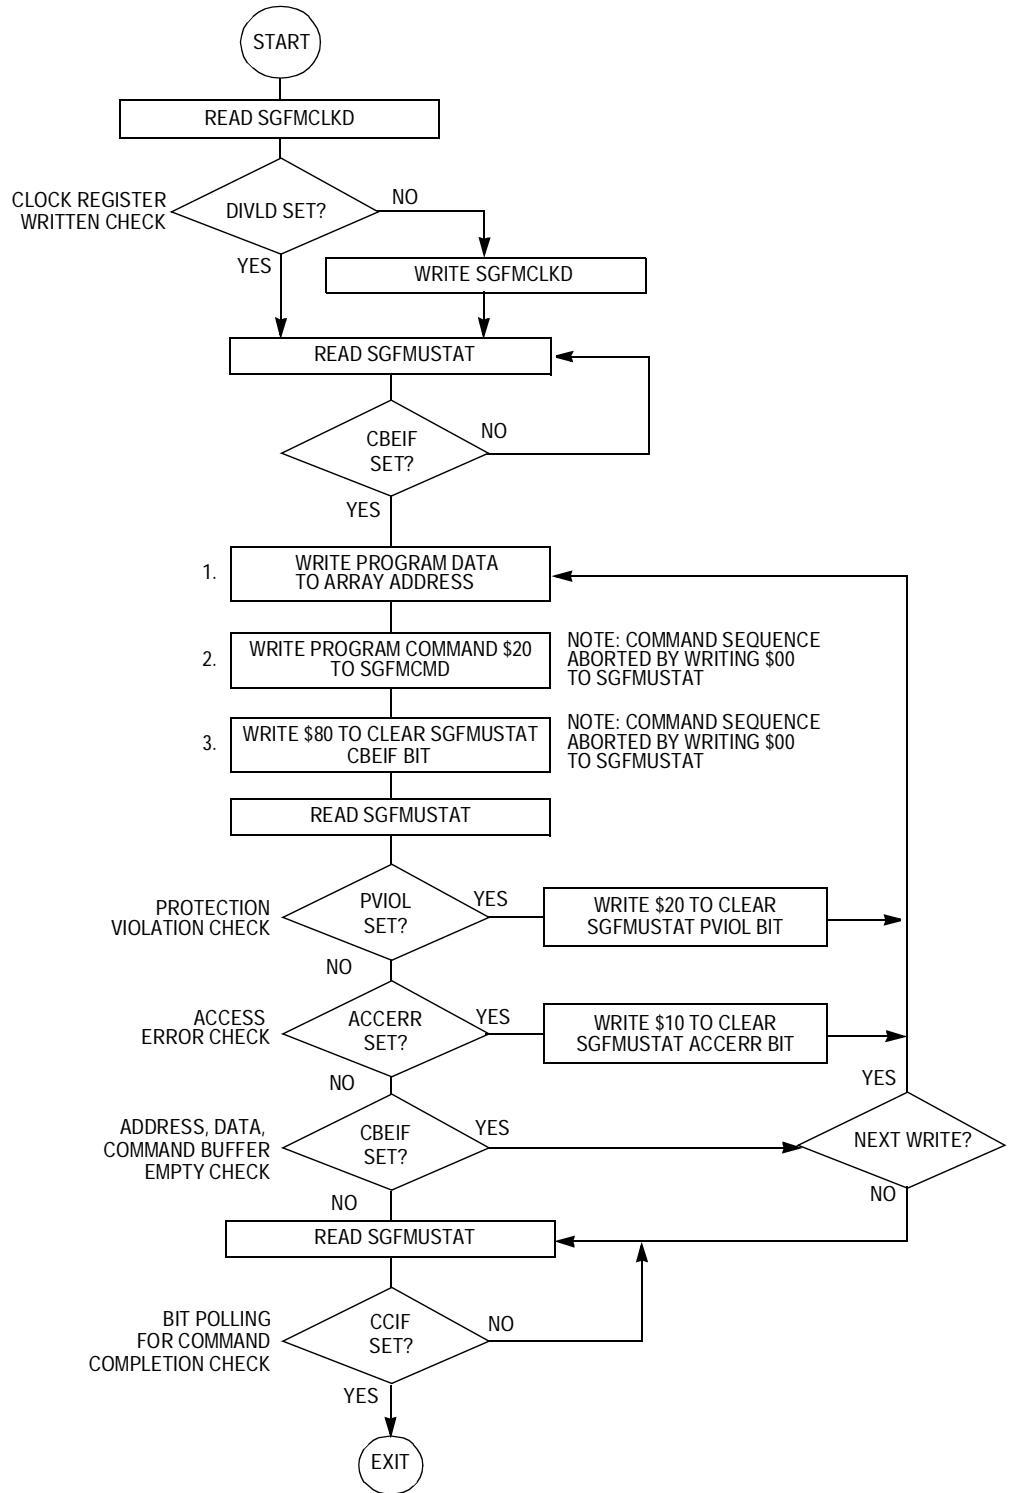 START
READ SGFMCLKD
CLOCK REGISTER
WRITTEN CHECK
DIVLD SET?
NO
YES
WRITE SGFMCLKD
READ SGFMUSTAT
CBEIF
SET?
NO
YES
1.
WRITE PROGRAM DATA
TO ARRAY ADDRESS
2.
WRITE PROGRAM COMMAND $20
TO SGFMCMD
NOTE: COMMAND SEQUENCE
ABORTED BY WRITING $00
TO SGFMUSTAT
3.
WRITE $80 TO CLEAR SGFMUSTAT
CBEIF BIT
NOTE: COMMAND SEQUENCE
ABORTED BY WRITING $00
TO SGFMUSTAT
READ SGFMUSTAT
PROTECTION
VIOLATION CHECK
PVIOL
SET?
YES
WRITE $20 TO CLEAR
SGFMUSTAT PVIOL BIT
NO
ACCESS
ERROR CHECK
ACCERR
SET?
YES
WRITE $10 TO CLEAR
SGFMUSTAT ACCERR BIT
NO
YES
ADDRESS, DATA,
COMMAND BUFFER
EMPTY CHECK
CBEIF
SET?
YES
NEXT WRITE?
NO
NO
READ SGFMUSTAT
BIT POLLING
FOR COMMAND
COMPLETION CHECK
CCIF
SET?
NO
YES
EXIT